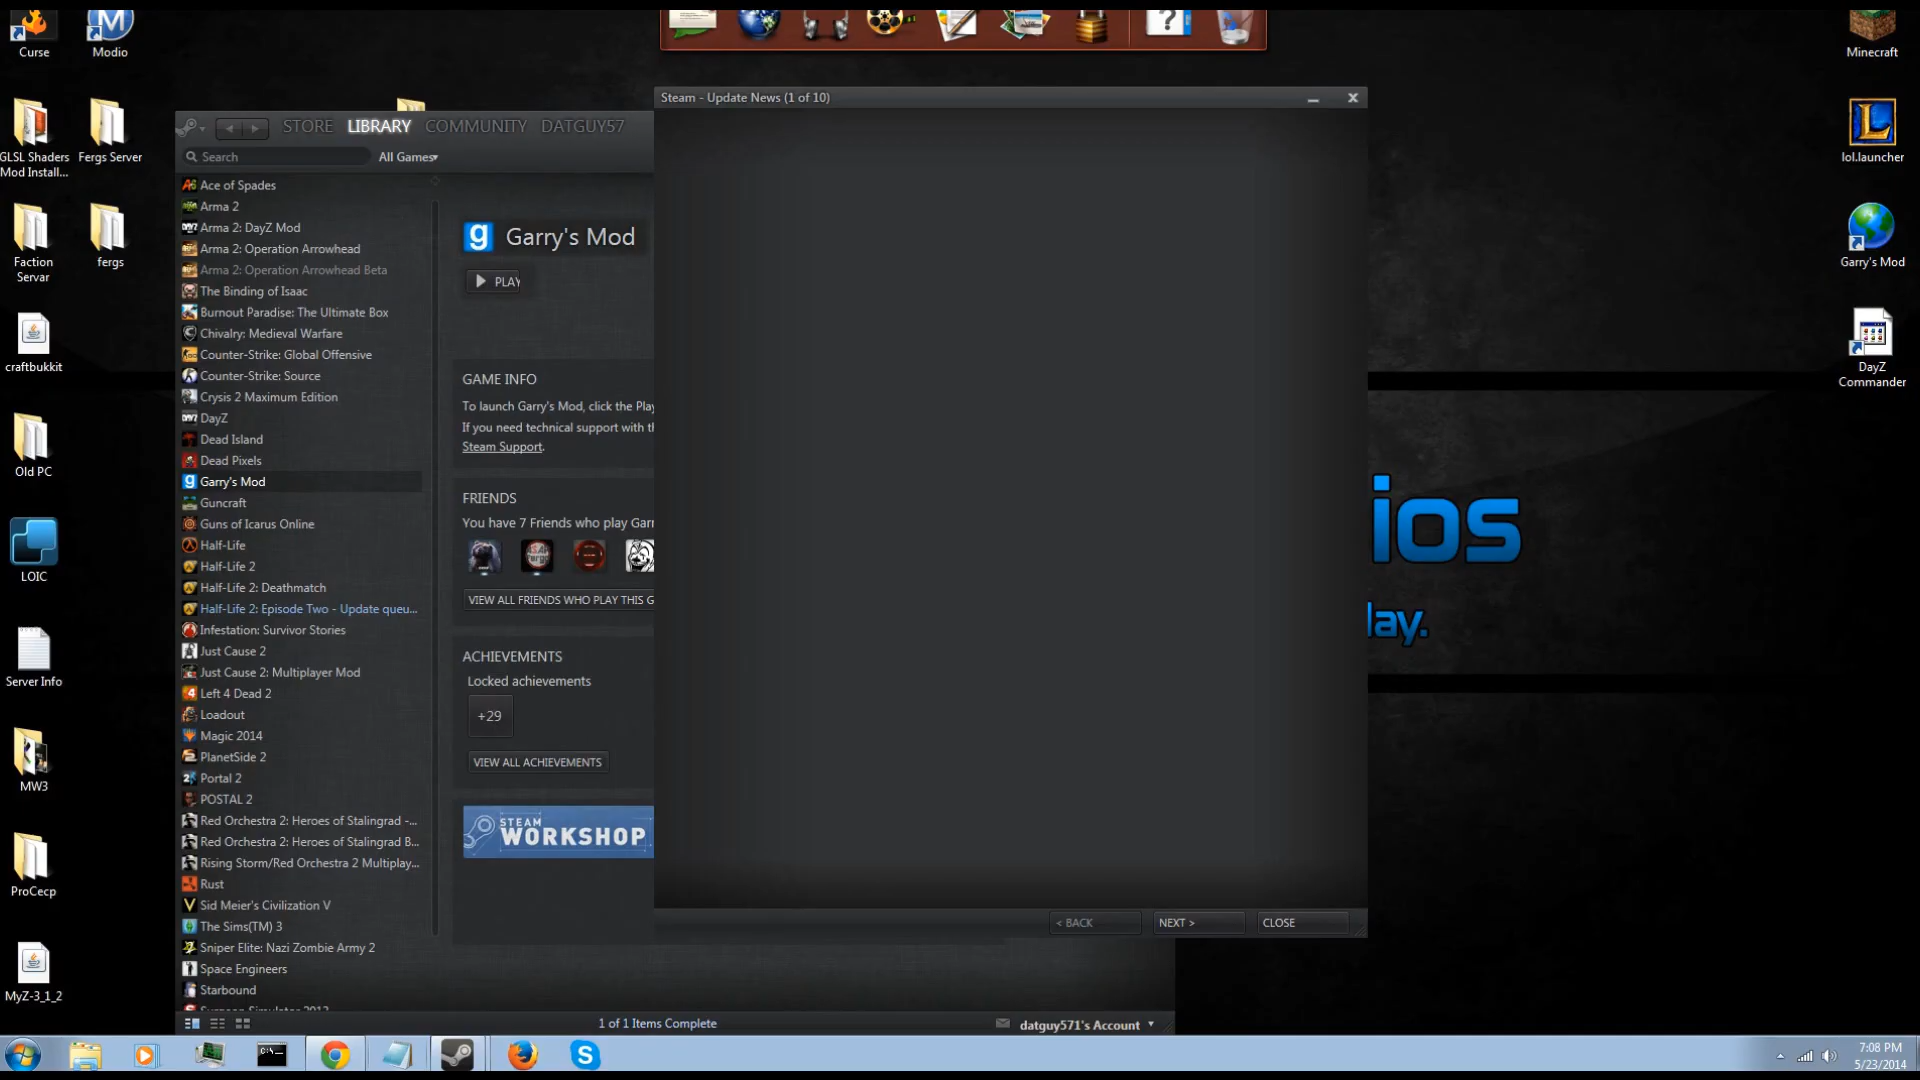 Curse
Modio
GLSL Shaders
Mod Install...
Fergs Server
Faction
Servar
fergs
craftbukkit
Old PC
LOIC
Server Info
MW3
ProCecp
MyZ-3_1_2
STORE LIBRARY COMMUNITY DATGUY57
Search
All Games
Ace of Spades
Arma 2
Arma 2: DayZ Mod
Arma 2: Operation Arrowhead
Arma 2: Operation Arrowhead Beta
The Binding of Isaac
Burnout Paradise: The Ultimate Box
Chivalry: Medieval Warfare
Counter-Strike: Global Offensive
Counter-Strike: Source
Crysis 2 Maximum Edition
DayZ
Dead Island
Dead Pixels
Garry's Mod
Guncraft
Guns of Icarus Online
Half-Life
Half-Life 2
Half-Life 2: Deathmatch
Half-Life 2: Episode Two - Update queu...
Infestation: Survivor Stories
Just Cause 2
Just Cause 2: Multiplayer Mod
Left 4 Dead 2
Loadout
Magic 2014
PlanetSide 2
Portal 2
POSTAL 2
Red Orchestra 2: Heroes of Stalingrad -...
Red Orchestra 2: Heroes of Stalingrad B...
Rising Storm/Red Orchestra 2 Multiplay...
Rust
Sid Meier's Civilization V
The Sims(TM) 3
Sniper Elite: Nazi Zombie Army 2
Space Engineers
Starbound
g Garry's Mod
PLAY
GAME INFO
To launch Garry's Mod, click the Play
If you need technical support with th
Steam Support.
FRIENDS
You have 7 Friends who play Garr
VIEW ALL FRIENDS WHO PLAY THIS G
ACHIEVEMENTS
Locked achievements
+29
VIEW ALL ACHIEVEMENTS
STEAM
WORKSHOP
1 of 1 Items Complete
datguy571's Account
Steam - Update News (1 of 10)
< BACK
NEXT >
CLOSE
ios
lay.
Minecraft
lol.launcher
Garry's Mod
DayZ
Commander
7:08 PM
5/23/2014